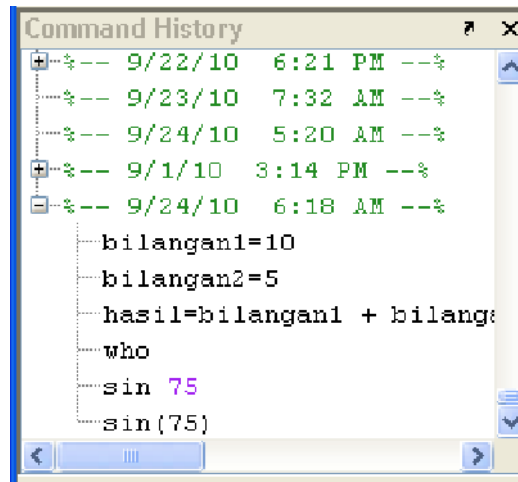 Command History
%-- 9/22/10 6:21 PM --%
%-- 9/23/10 7:32 AM --%
%-- 9/24/10 5:20 AM --%
%-- 9/1/10 3:14 PM --%
%-- 9/24/10 6:18 AM --%
bilangan1=10
bilangan2=5
hasil=bilangan1 + bilanga
who
sin 75
sin(75)